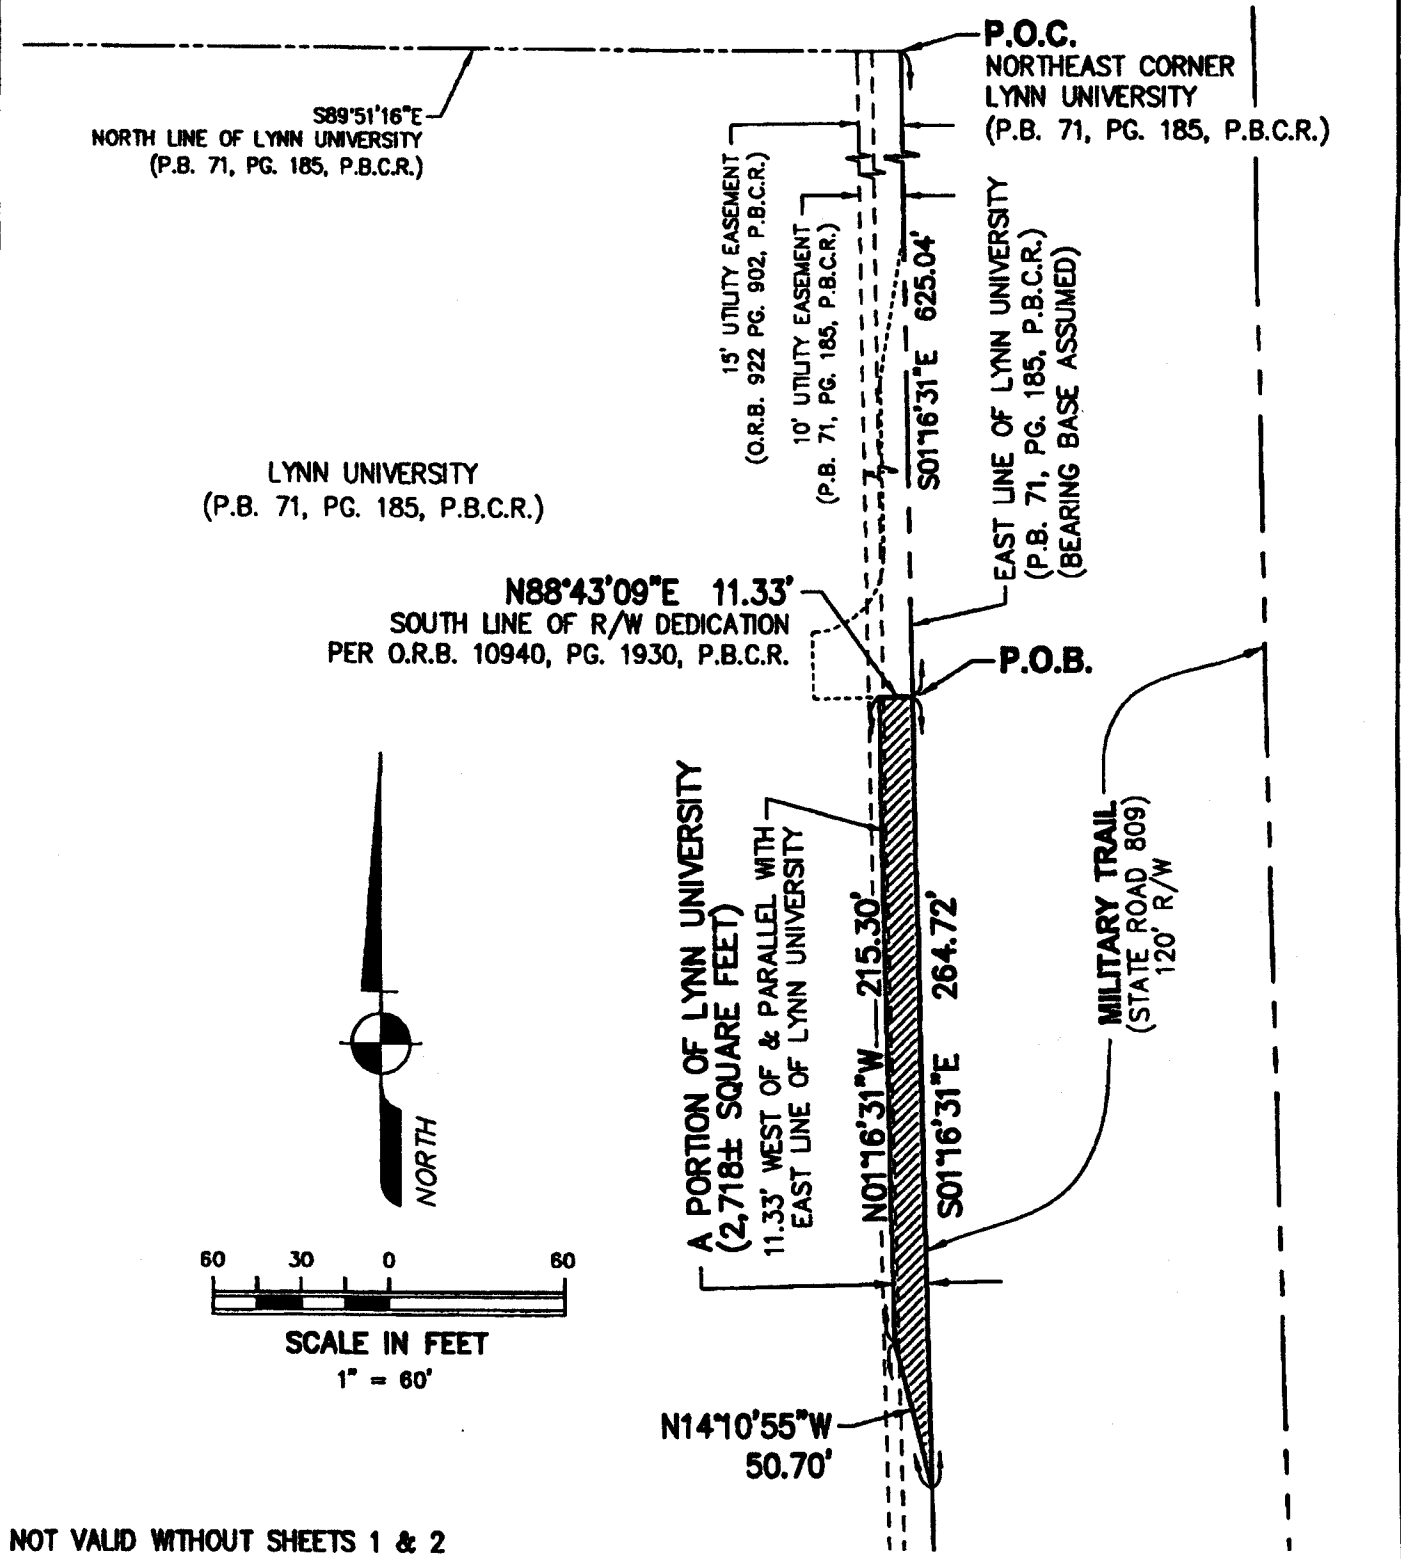 P.O.C.
NORTHEAST CORNER
LYNN UNIVERSITY
(P.B. 71, PG. 185, P.B.C.R.)
S89°51'16"E
NORTH LINE OF LYNN UNIVERSITY
(P.B. 71, PG. 185, P.B.C.R.)
15' UTILITY EASEMENT
(O.R.B. 922 PG. 902, P.B.C.R.)
10' UTILITY EASEMENT
(P.B. 71, PG. 185, P.B.C.R.)
S01°16'31"E 625.04'
EAST LINE OF LYNN UNIVERSITY
(P.B. 71, PG. 185, P.B.C.R.)
(BEARING BASE ASSUMED)
LYNN UNIVERSITY
(P.B. 71, PG. 185, P.B.C.R.)
N88°43'09"E 11.33'
SOUTH LINE OF R/W DEDICATION
PER O.R.B. 10940, PG. 1930, P.B.C.R.
P.O.B.
A PORTION OF LYNN UNIVERSITY
(2,718± SQUARE FEET)
11.33' WEST OF & PARALLEL WITH
EAST LINE OF LYNN UNIVERSITY
N01°16'31"W 215.30'
S01°16'31"E 264.72'
MILITARY TRAIL
(STATE ROAD 809)
120' R/W
NORTH
60 30 0 60
SCALE IN FEET
1" = 60'
N14°10'55"W
50.70'
NOT VALID WITHOUT SHEETS 1 & 2